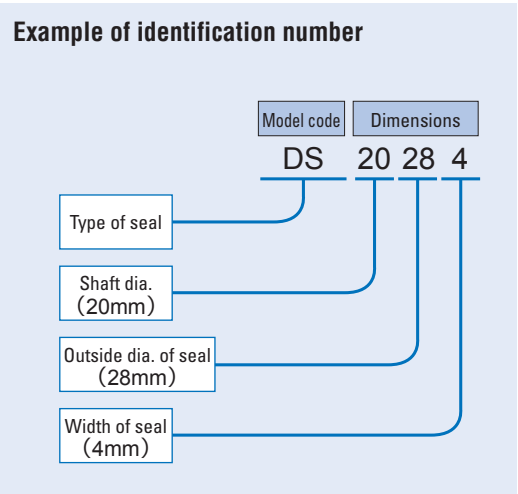 Example of identification number
Model code Dimensions
DS 20 28 4
Type of seal
Shaft dia.
（20mm）
Outside dia. of seal
（28mm）
Width of seal
（4mm）